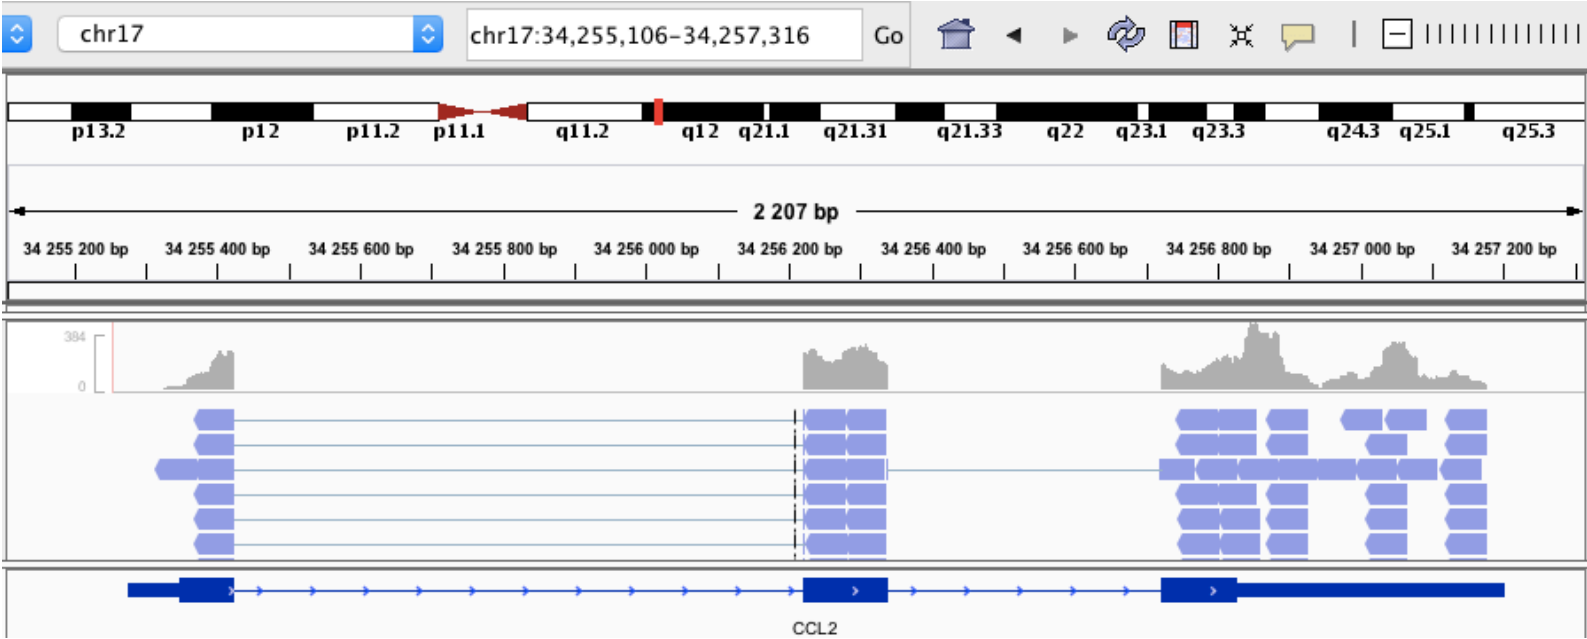 chr17 chr17:34,255,106-34,257,316 Go
p13.2 p12 p11.2 p11.1 q11.2 q12 q21.1 q21.31 q21.33 q22 q23.1 q23.3 q24.3 q25.1 q25.3
2 207 bp
34 255 200 bp 34 255 400 bp 34 255 600 bp 34 255 800 bp 34 256 000 bp 34 256 200 bp 34 256 400 bp 34 256 600 bp 34 256 800 bp 34 257 000 bp 34 257 200 bp
384
0
CCL2